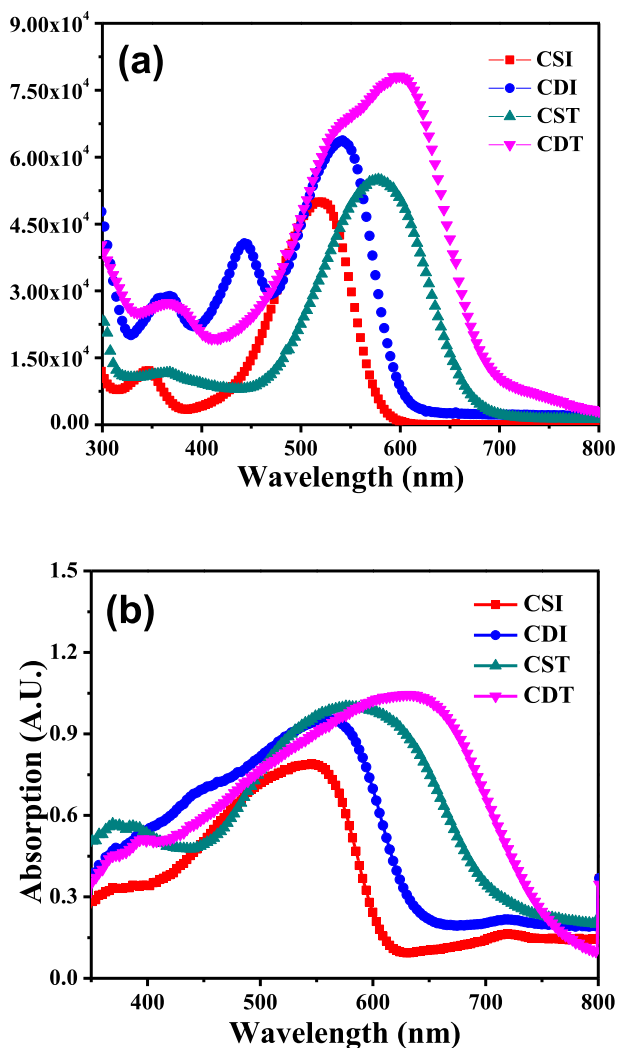 9.00x10⁴
(a)
CSI
CDI
CST
CDT
7.50x10⁴
6.00x10⁴
4.50x10⁴
3.00x10⁴
1.50x10⁴
0.00
300 400 500 600 700 800
Wavelength (nm)
1.5
(b)
CSI
CDI
CST
CDT
1.2
0.9
0.6
0.3
0.0
Absorption (A.U.)
400 500 600 700 800
Wavelength (nm)